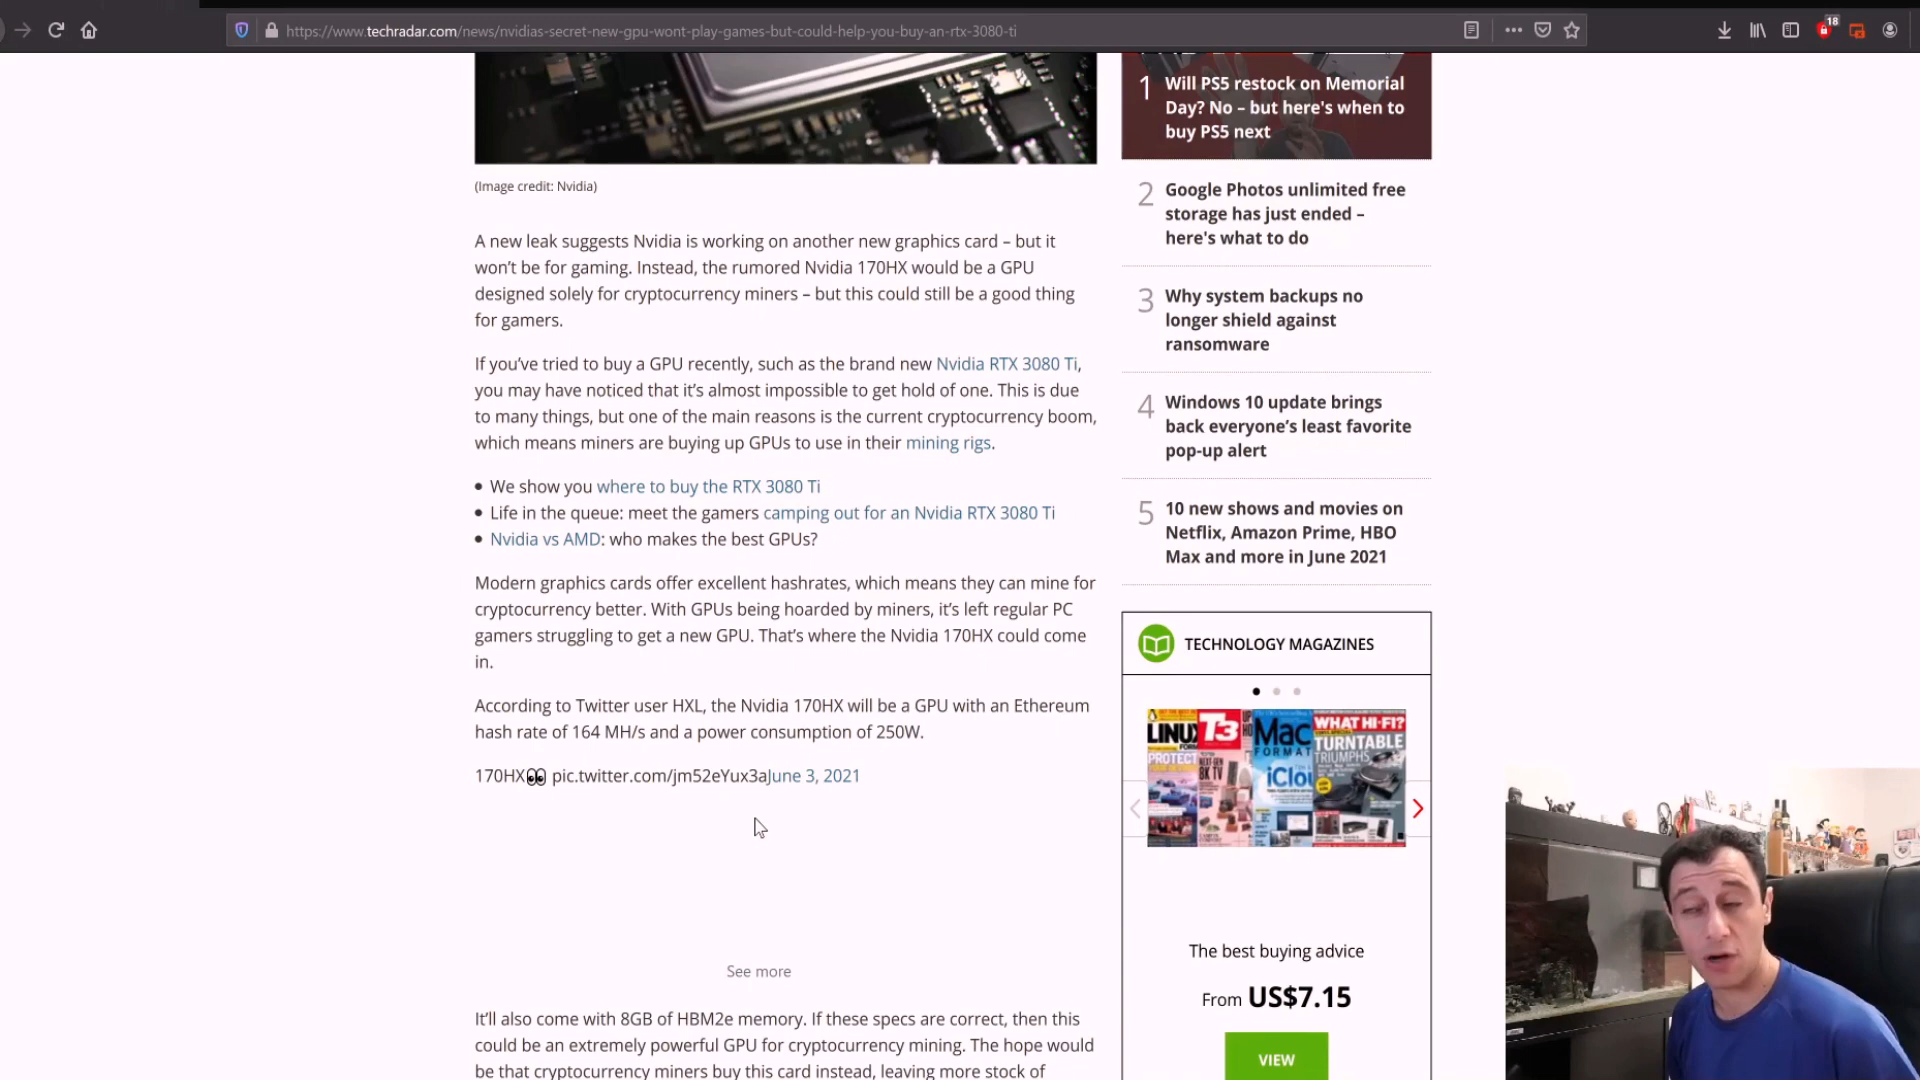 18
https://www.techradar.com/news/nvidias-secret-new-gpu-wont-play-games-but-could-help-you-buy-an-rtx-3080-ti
(Image credit: Nvidia)
A new leak suggests Nvidia is working on another new graphics card – but it
won't be for gaming. Instead, the rumored Nvidia 170HX would be a GPU
designed solely for cryptocurrency miners – but this could still be a good thing
for gamers.
If you've tried to buy a GPU recently, such as the brand new Nvidia RTX 3080 Ti,
you may have noticed that it's almost impossible to get hold of one. This is due
to many things, but one of the main reasons is the current cryptocurrency boom,
which means miners are buying up GPUs to use in their mining rigs.
• We show you where to buy the RTX 3080 Ti
• Life in the queue: meet the gamers camping out for an Nvidia RTX 3080 Ti
• Nvidia vs AMD: who makes the best GPUs?
Modern graphics cards offer excellent hashrates, which means they can mine for
cryptocurrency better. With GPUs being hoarded by miners, it's left regular PC
gamers struggling to get a new GPU. That's where the Nvidia 170HX could come
in.
According to Twitter user HXL, the Nvidia 170HX will be a GPU with an Ethereum
hash rate of 164 MH/s and a power consumption of 250W.
170HX👀 pic.twitter.com/jm52eYux3aJune 3, 2021
See more
It'll also come with 8GB of HBM2e memory. If these specs are correct, then this
could be an extremely powerful GPU for cryptocurrency mining. The hope would
be that cryptocurrency miners buy this card instead, leaving more stock of
1 Will PS5 restock on Memorial
Day? No – but here's when to
buy PS5 next
2 Google Photos unlimited free
storage has just ended –
here's what to do
3 Why system backups no
longer shield against
ransomware
4 Windows 10 update brings
back everyone's least favorite
pop-up alert
5 10 new shows and movies on
Netflix, Amazon Prime, HBO
Max and more in June 2021
TECHNOLOGY MAGAZINES
LINUX
T3
Mac
FORMAT
WHAT HI-FI?
TURNTABLE
TRIUMPHS
The best buying advice
From US$7.15
VIEW